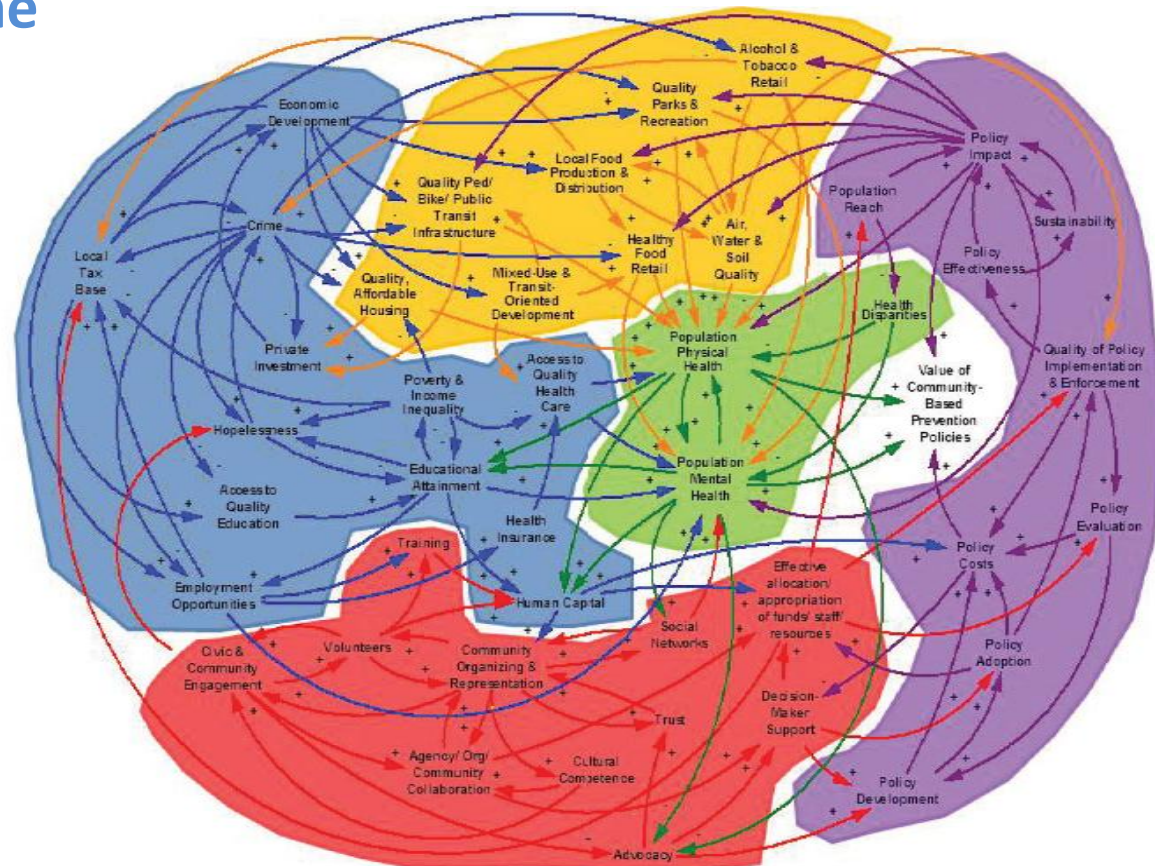 ne
Alcohol &
Tobacco
Retail
Quality
Parks &
Recreation
Economic
Development
Policy
Impact
Local Food
Production &
Distribution
Quality Ped/
Bike/ Public
Transit
Infrastructure
Population
Reach
Sustainability
Crime
Air,
Water &
Soil
Quality
Healthy
Food
Retail
Local
Tax
Base
Policy
Effectiveness
Quality,
Affordable
Housing
Mixed-Use &
Transit-
Oriented
Development
Health
Disparities
Population
Physical
Health
Private
Investment
Access to
Quality
Health
Care
Quality of Policy
Implementation
& Enforcement
Value of
Community-
Based
Prevention
Policies
Poverty &
Income
Inequality
Hopelessness
Educational
Attainment
Population
Mental
Health
Access to
Quality
Education
Health
Insurance
Policy
Evaluation
Training
Policy
Costs
Employment
Opportunities
Human Capital
Effective
allocation/
appropriation
of funds/ staff/
resources
Social
Networks
Volunteers
Civic &
Community
Engagement
Community
Organizing &
Representation
Policy
Adoption
Decision-
Maker
Support
Trust
Agency/ Org/
Community
Collaboration
Cultural
Competence
Policy
Development
Advocacy